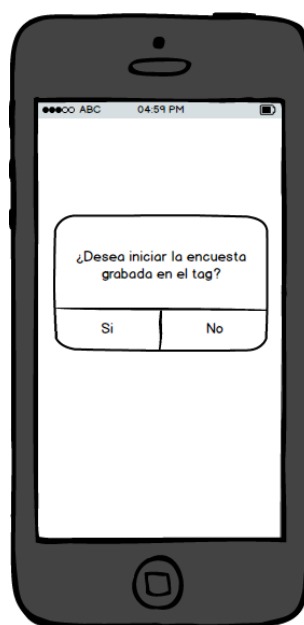 ABC 04:59 PM
¿Desea iniciar la encuesta
grabada en el tag?
Si No